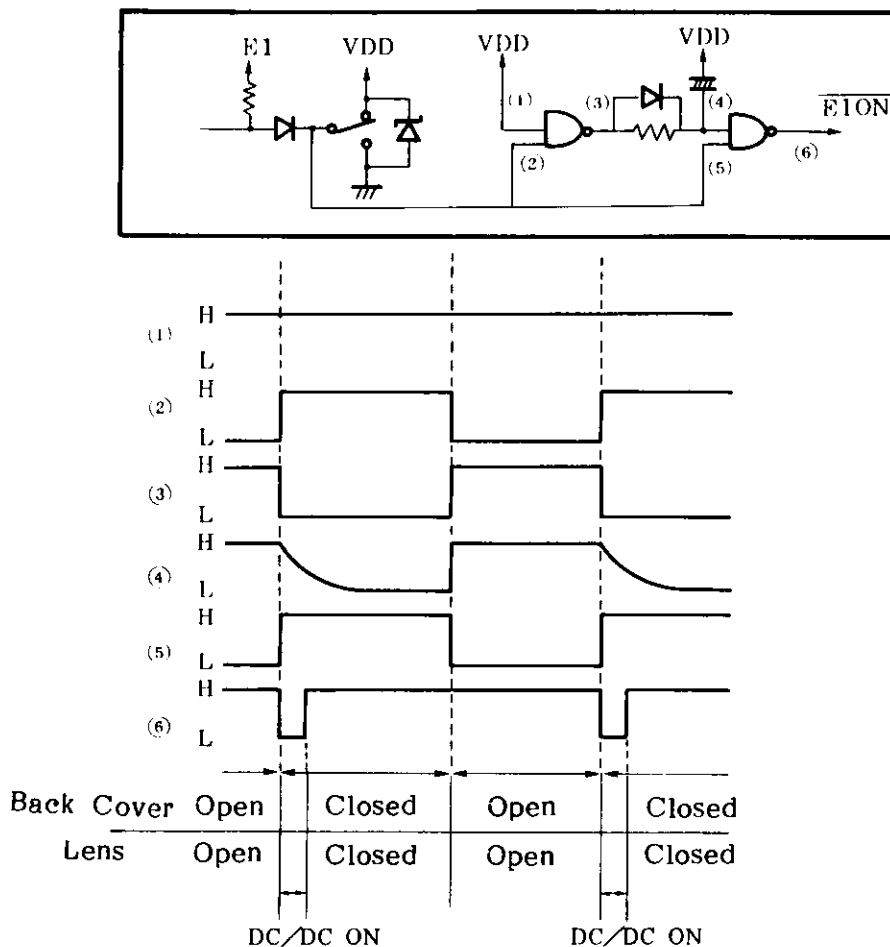 E1 VDD VDD VDD
(1) (3) (4) E1ON
(2) (5) (6)
(1) H
L
(2) H
L
(3) H
L
(4) H
L
(5) H
L
(6) H
L
Back Cover Open Closed Open Closed
Lens Open Closed Open Closed
DC/DC ON DC/DC ON